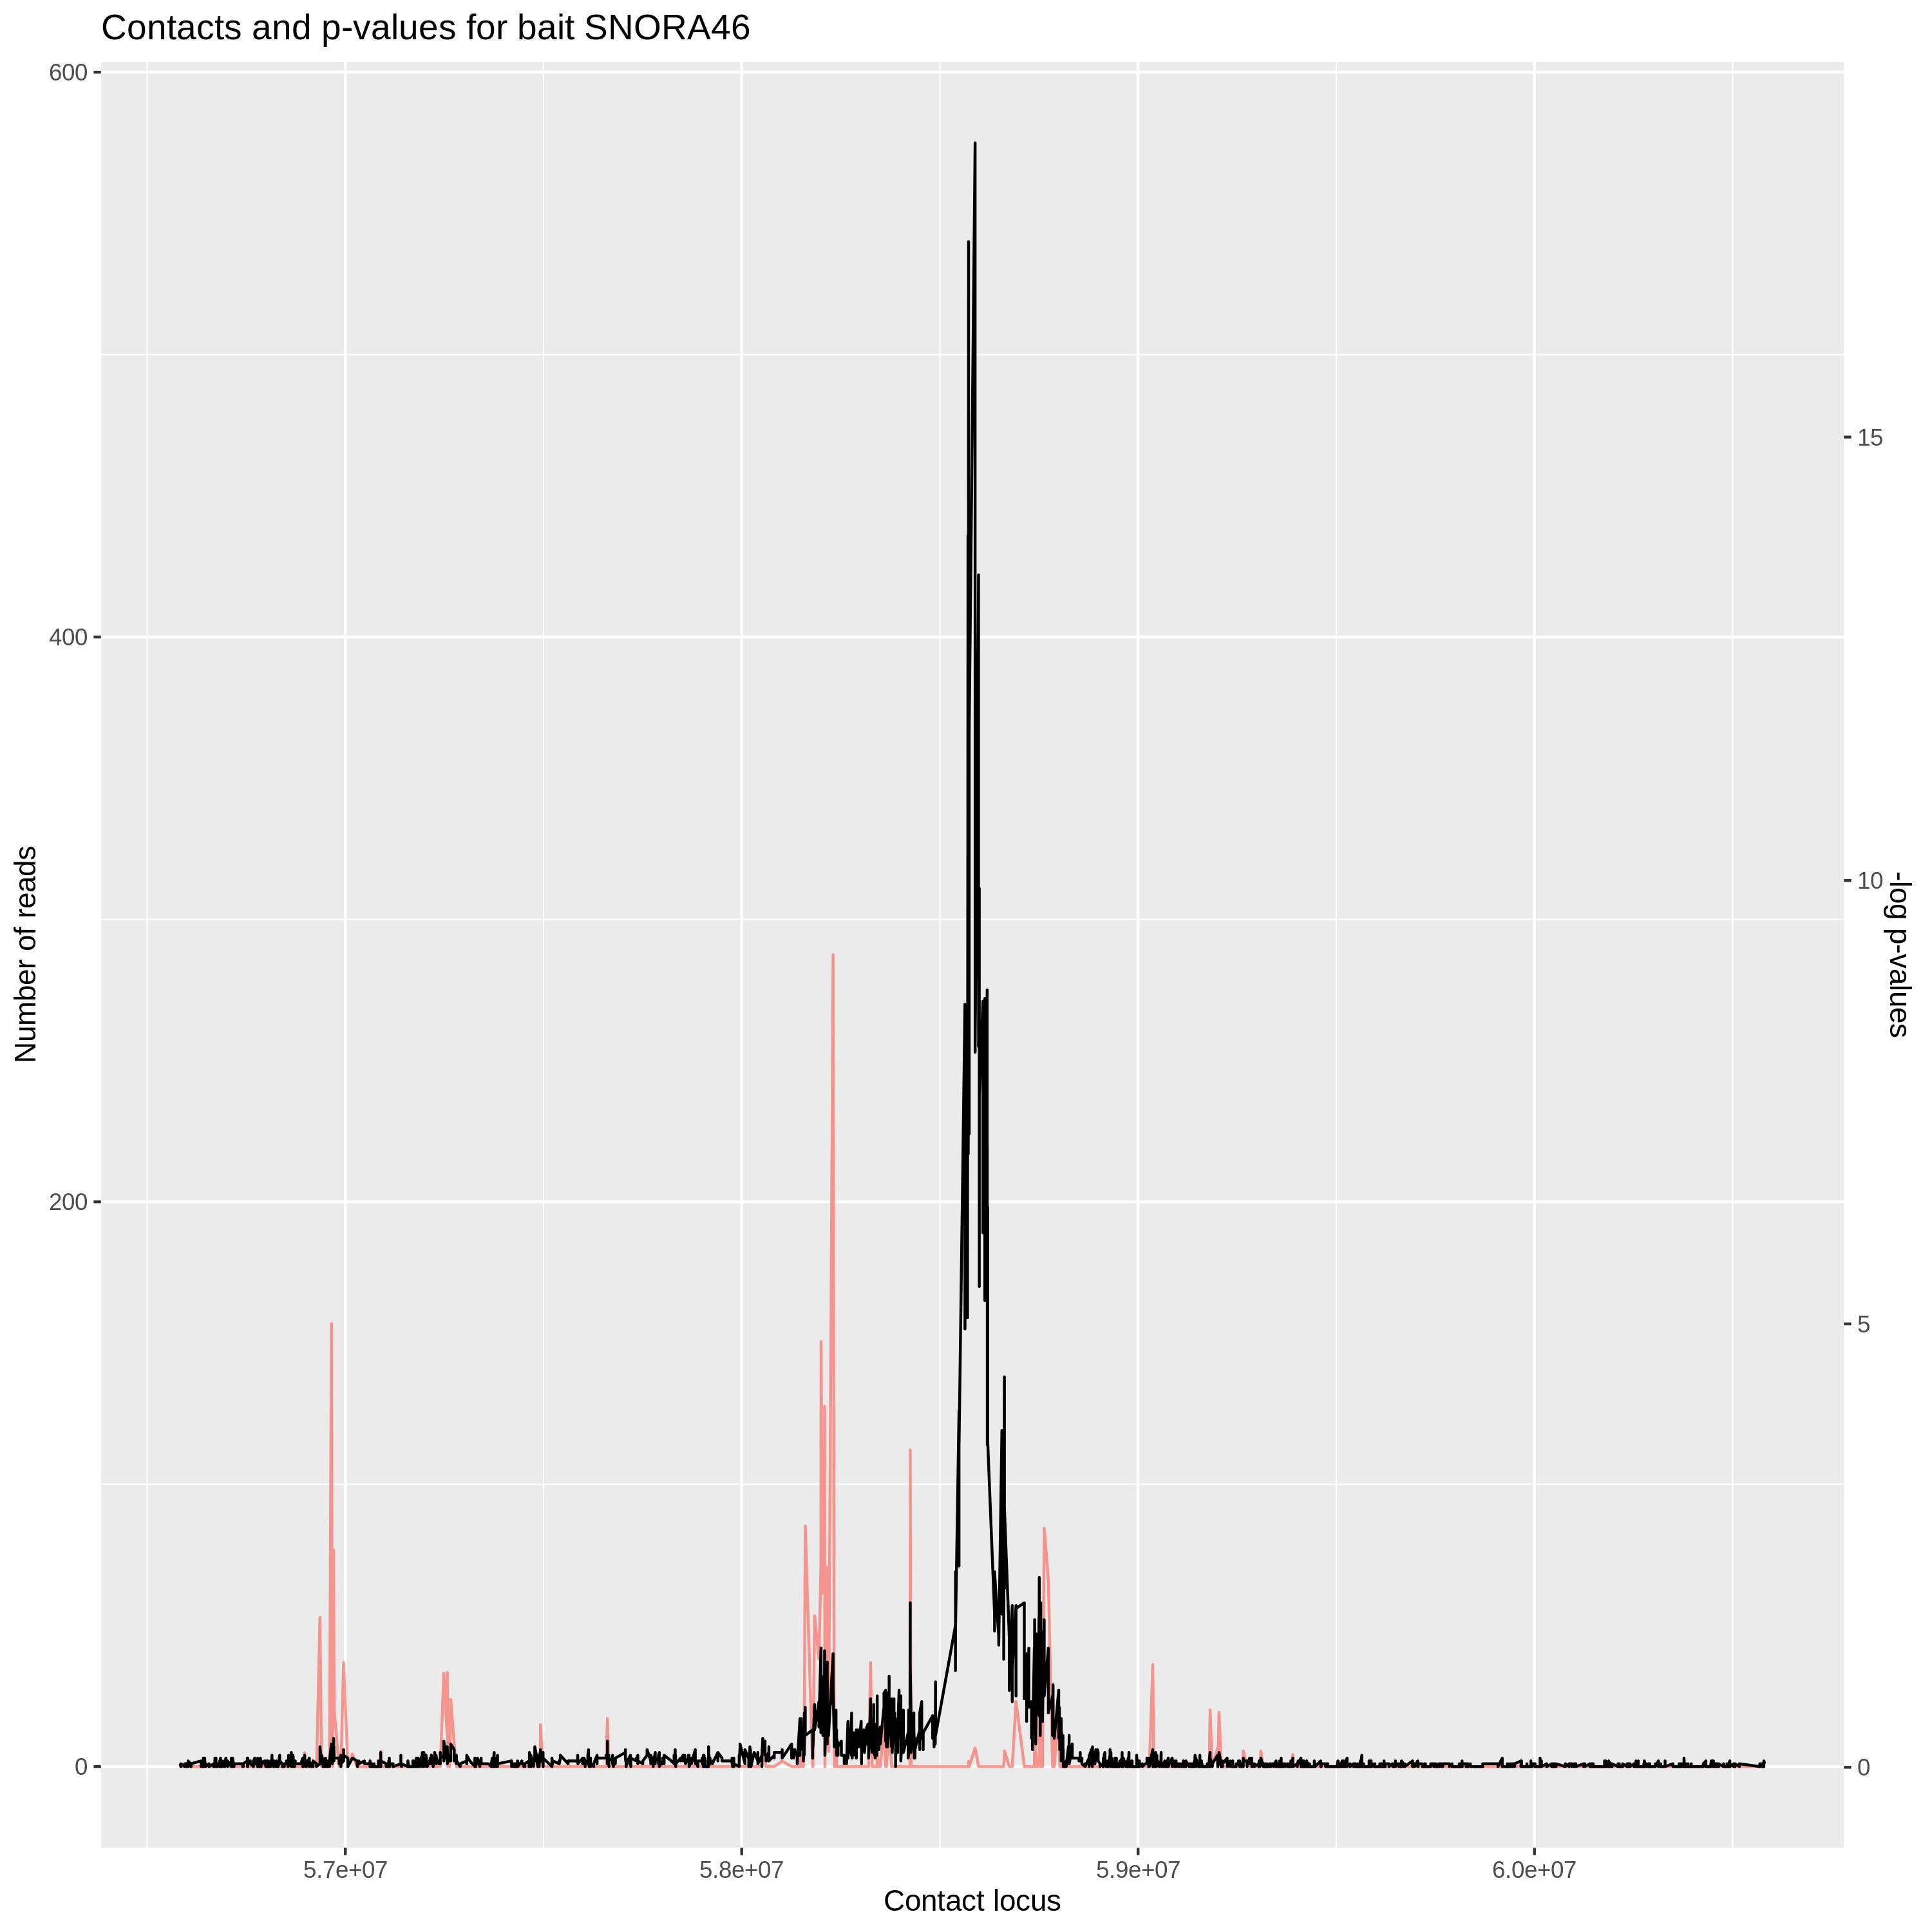 Contacts and p-values for bait SNORA46
600
400
200
0
Number of reads
15
10
5
0
-log p-values
5.7e+07
5.8e+07
5.9e+07
6.0e+07
Contact locus